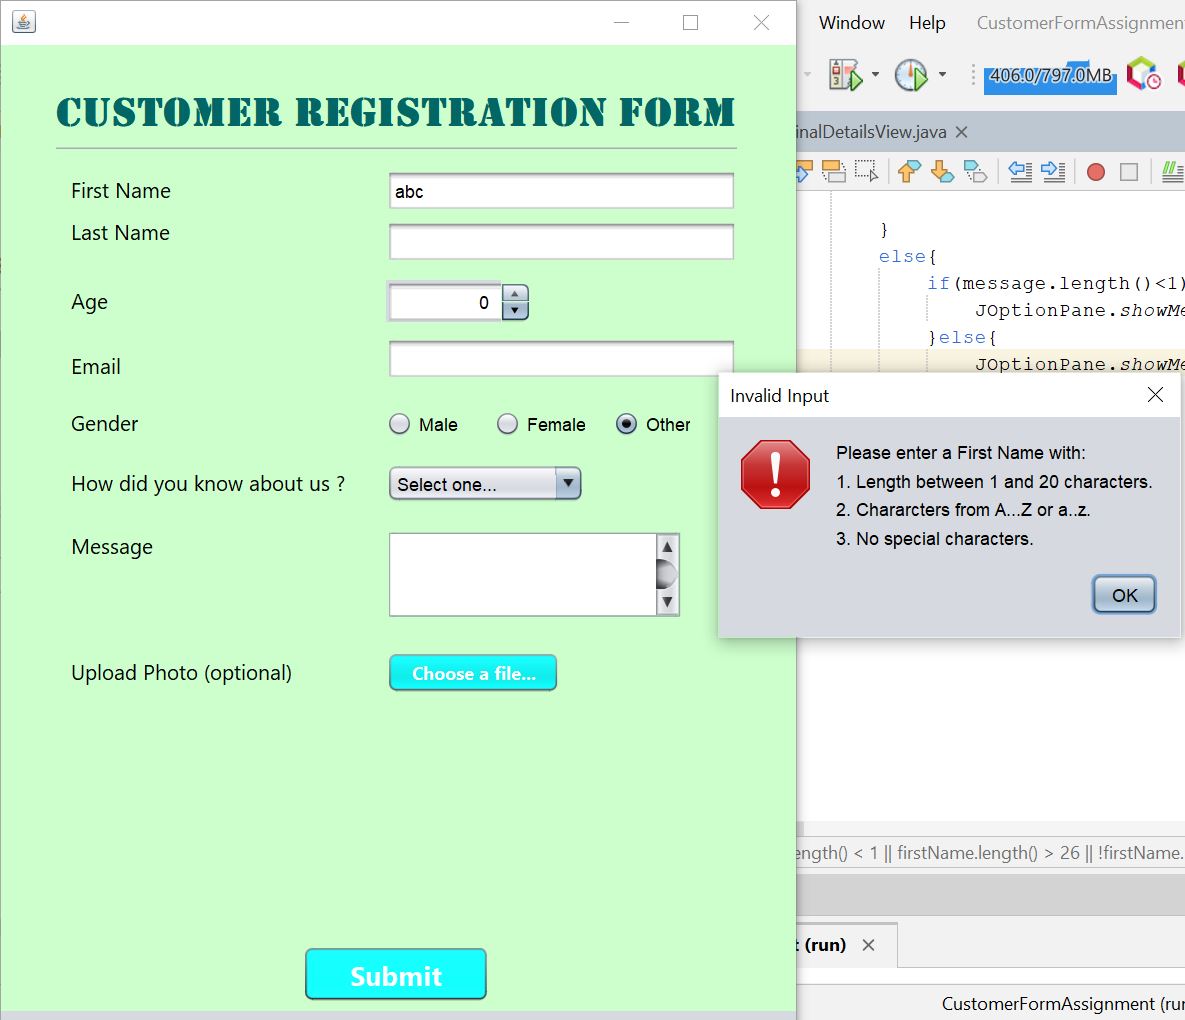 Window Help CustomerFormAssignment
406.0/797.0MB
inalDetailsView.java
CUSTOMER REGISTRATION FORM
First Name abc
Last Name
Age 0
Email
Gender Male Female Other
How did you know about us ? Select one...
Message
Upload Photo (optional) Choose a file...
Submit
}
else{
if(message.length()<1)
JOptionPane.showMe
}else{
JOptionPane.showMe
Invalid Input
Please enter a First Name with:
1. Length between 1 and 20 characters.
2. Chararcters from A...Z or a..z.
3. No special characters.
OK
ength() < 1 || firstName.length() > 26 || !firstName.
t (run)
CustomerFormAssignment (ru